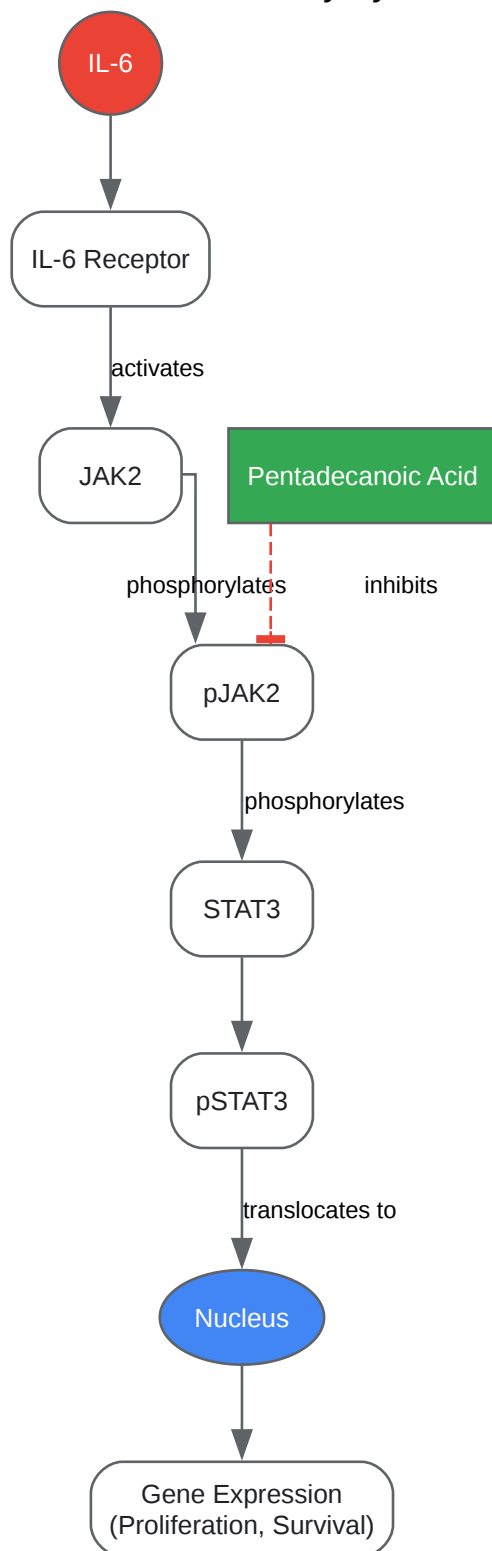 IL-6
IL-6 Receptor
activates
JAK2
Pentadecanoic Acid
phosphorylates
inhibits
pJAK2
phosphorylates
STAT3
pSTAT3
translocates to
Nucleus
Gene Expression
(Proliferation, Survival)